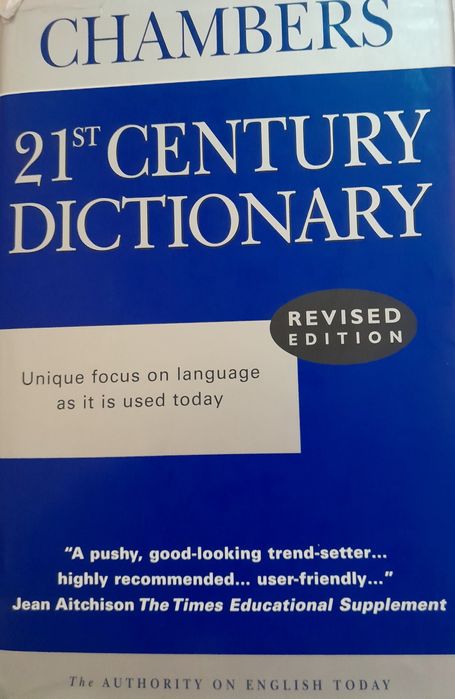 CHAMBERS
21ST CENTURY
DICTIONARY
REVISED
EDITION
Unique focus on language
as it is used today
“A pushy, good-looking trend-setter...
highly recommended... user-friendly...”
Jean Aitchison The Times Educational Supplement
The AUTHORITY ON ENGLISH TODAY